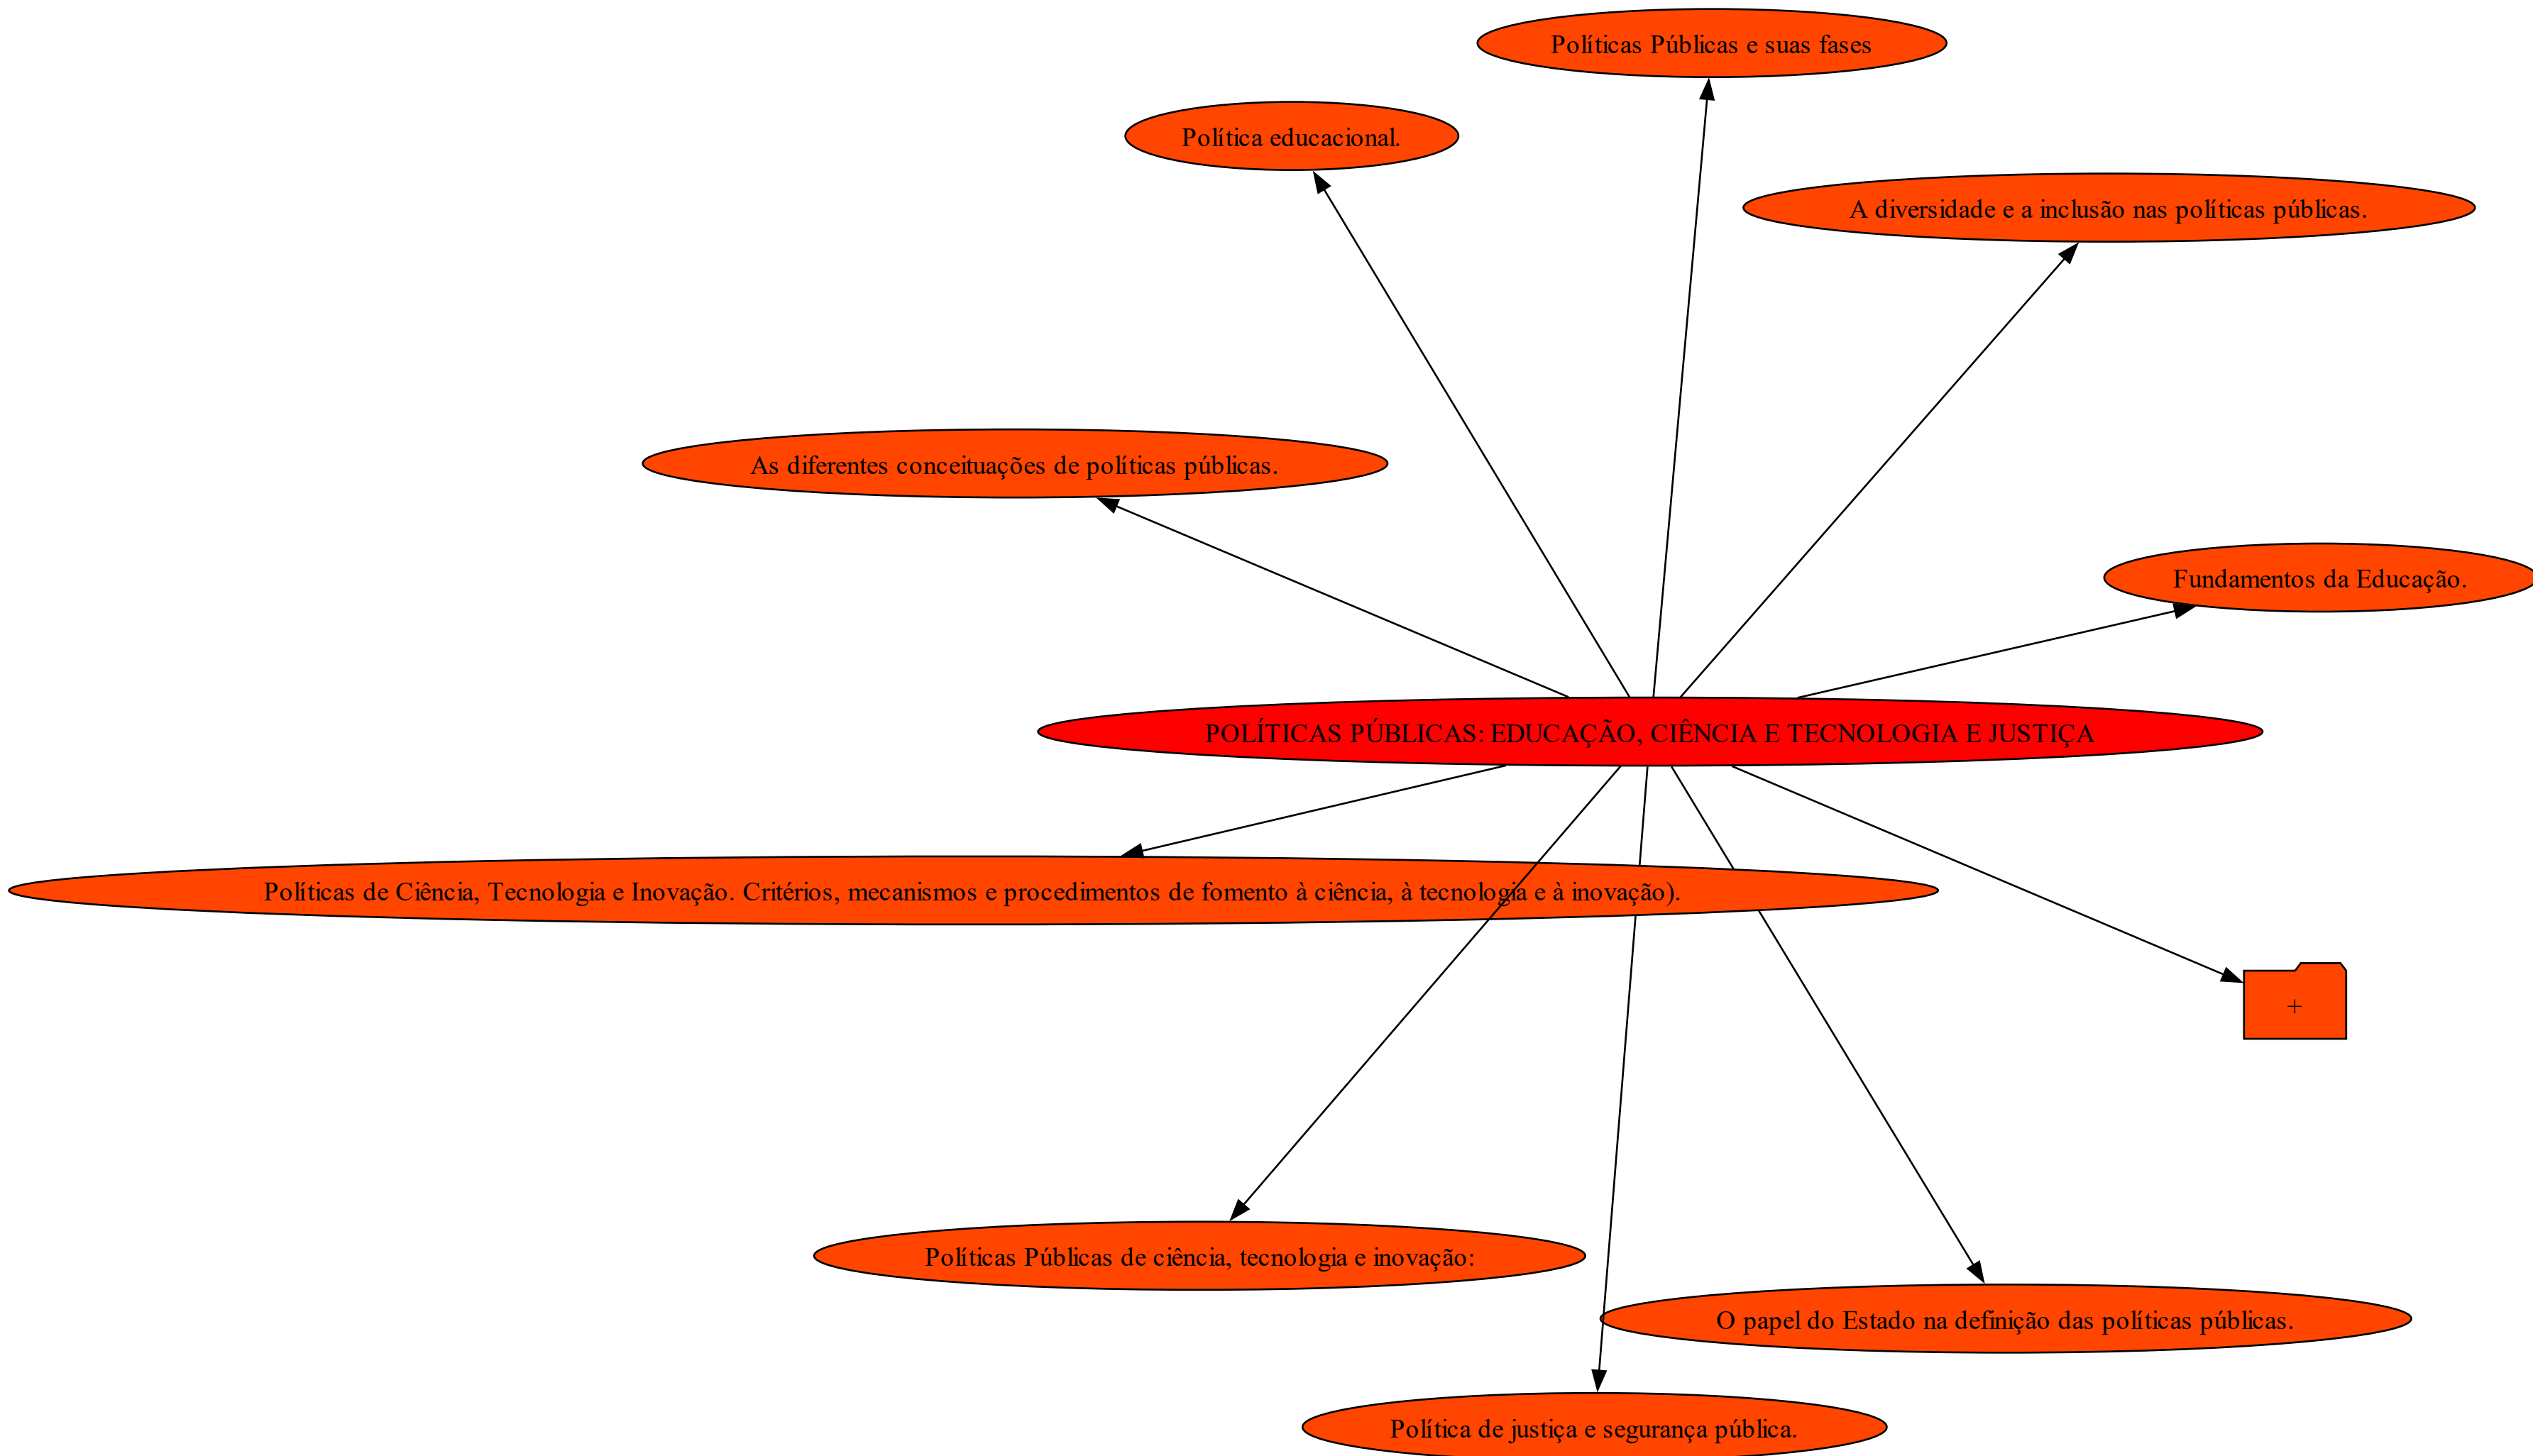 Políticas Públicas e suas fases
Política educacional.
A diversidade e a inclusão nas políticas públicas.
As diferentes conceituações de políticas públicas.
Fundamentos da Educação.
POLÍTICAS PÚBLICAS: EDUCAÇÃO, CIÊNCIA E TECNOLOGIA E JUSTIÇA
Políticas de Ciência, Tecnologia e Inovação. Critérios, mecanismos e procedimentos de fomento à ciência, à tecnologia e à inovação).
+
Políticas Públicas de ciência, tecnologia e inovação:
O papel do Estado na definição das políticas públicas.
Política de justiça e segurança pública.